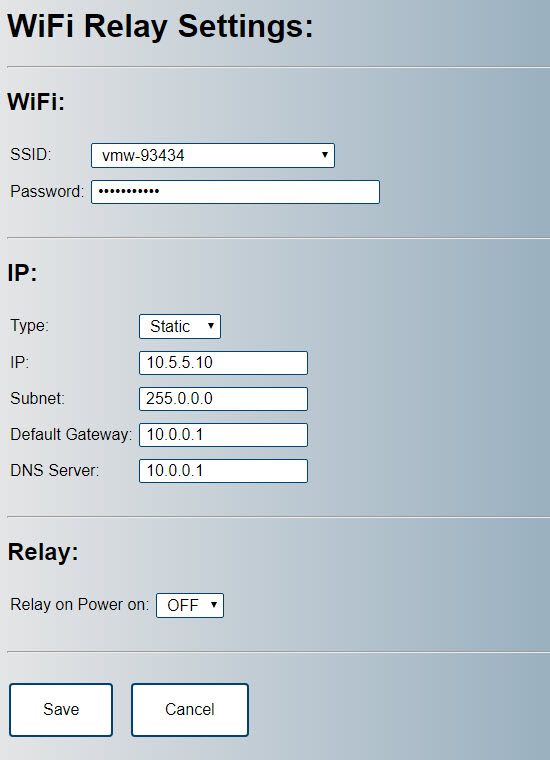 WiFi Relay Settings:
WiFi:
SSID: vmw-93434
Password: •••••••••••
IP:
Type: Static
IP: 10.5.5.10
Subnet: 255.0.0.0
Default Gateway: 10.0.0.1
DNS Server: 10.0.0.1
Relay:
Relay on Power on: OFF
Save Cancel